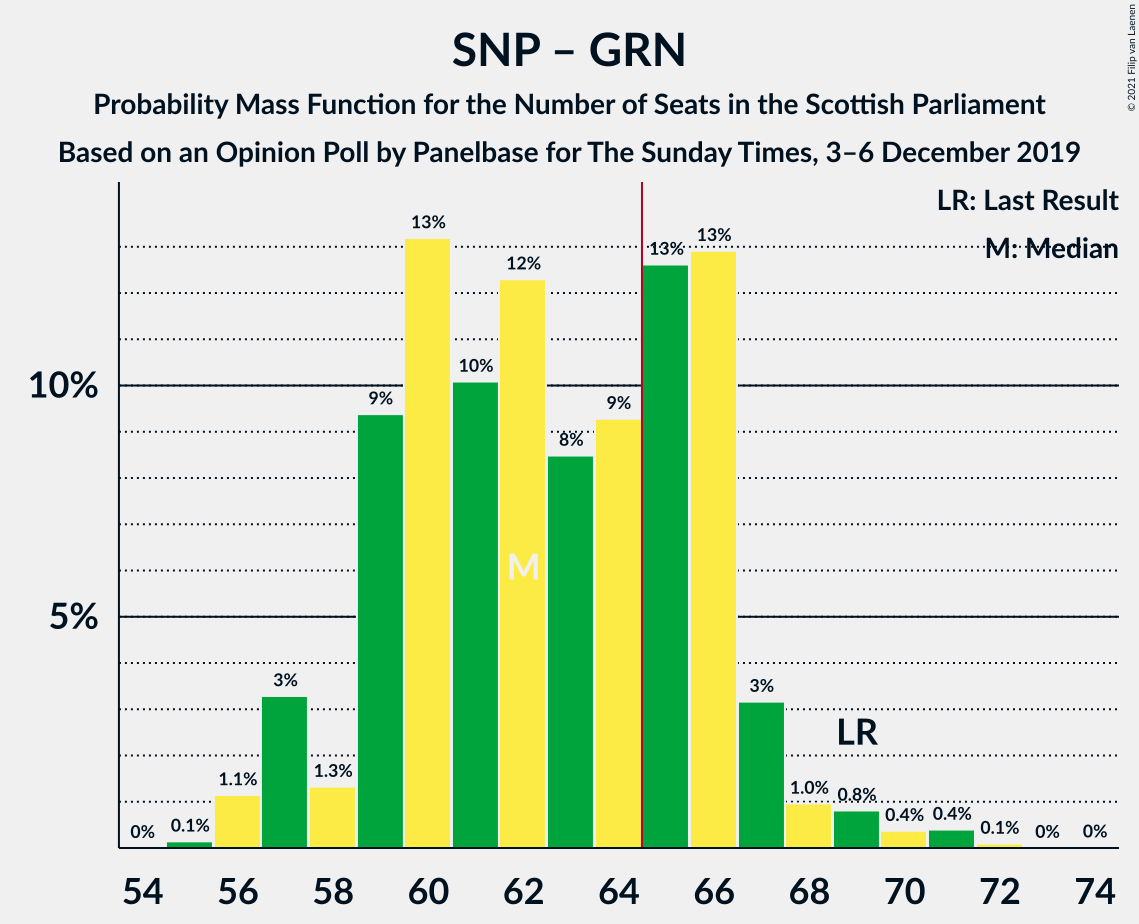 © 2021 Filip van Laenen
SNP – GRN
Probability Mass Function for the Number of Seats in the Scottish Parliament
Based on an Opinion Poll by Panelbase for The Sunday Times, 3–6 December 2019
LR: Last Result
M: Median
10%
5%
0%
0.1%
1.1%
3%
1.3%
9%
13%
10%
12%
8%
9%
13%
13%
3%
1.0%
0.8%
0.4%
0.4%
0.1%
0%
0%
M
LR
54 56 58 60 62 64 66 68 70 72 74